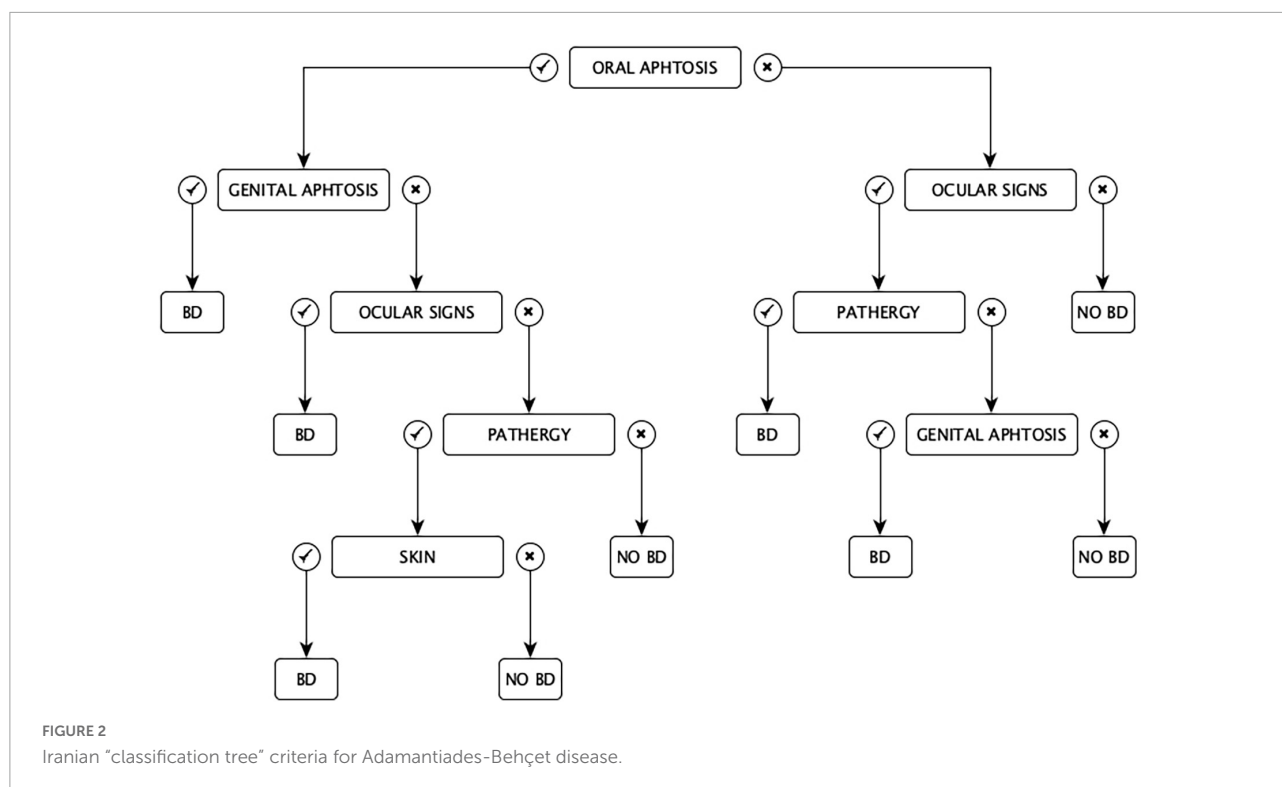 ORAL APHTOSIS
GENITAL APHTOSIS
OCULAR SIGNS
BD
OCULAR SIGNS
PATHERGY
NO BD
BD
PATHERGY
BD
GENITAL APHTOSIS
SKIN
NO BD
BD
NO BD
BD
NO BD
FIGURE 2
Iranian "classification tree" criteria for Adamantiades-Behçet disease.